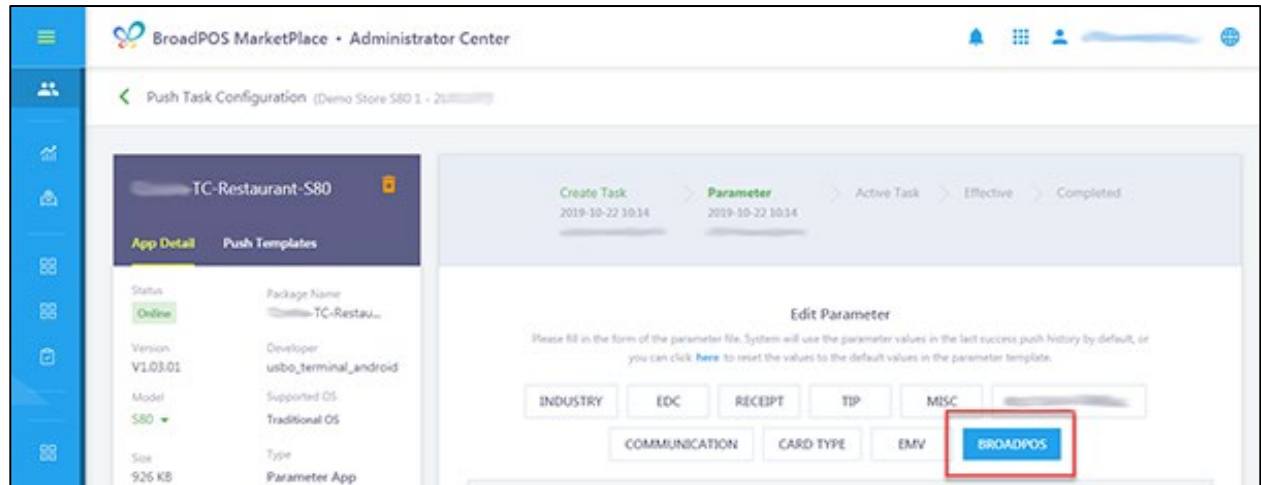 BroadPOS MarketPlace • Administrator Center
Push Task Configuration (Demo Store S80 1 - 2
TC-Restaurant-S80
App Detail Push Templates
Status Package Name
Online TC-Restau...
Version Developer
V1.03.01 usbo_terminal_android
Model Supported OS
S80 Traditional OS
Size Type
926 KB Parameter App
Create Task Parameter Active Task Effective Completed
2019-10-22 10:14 2019-10-22 10:14
Edit Parameter
Please fill in the form of the parameter file. System will use the parameter values in the last success push history by default, or
you can click here to reset the values to the default values in the parameter template.
INDUSTRY EDC RECEIPT TIP MISC
COMMUNICATION CARD TYPE EMV BROADPOS